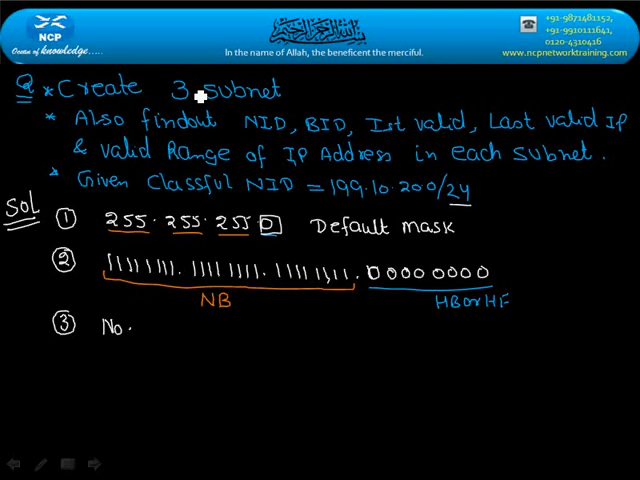 NCP
Ocean of knowledge.....
بسم الله الرحمن الرحيم
In the name of Allah, the beneficent the merciful.
+91-9871481152,
+91-9910111641,
0120-4310416
www.ncpnetworktraining.com
Q * Create 3 subnet
* Also findout NID, BID, Ist valid, Last valid IP
& valid Range of IP Address in each subnet.
* Given Classful NID = 199.10.200/24
Sol
① 255.255.255.0 Default mask
② 11111111.11111111.11111111.00000000
NB HB or HF
③ No.